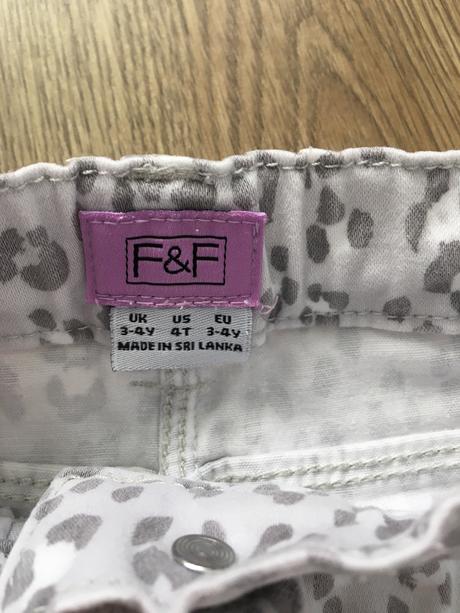 F&F
UK US EU
3-4Y 4T 3-4Y
MADE IN SRI LANKA